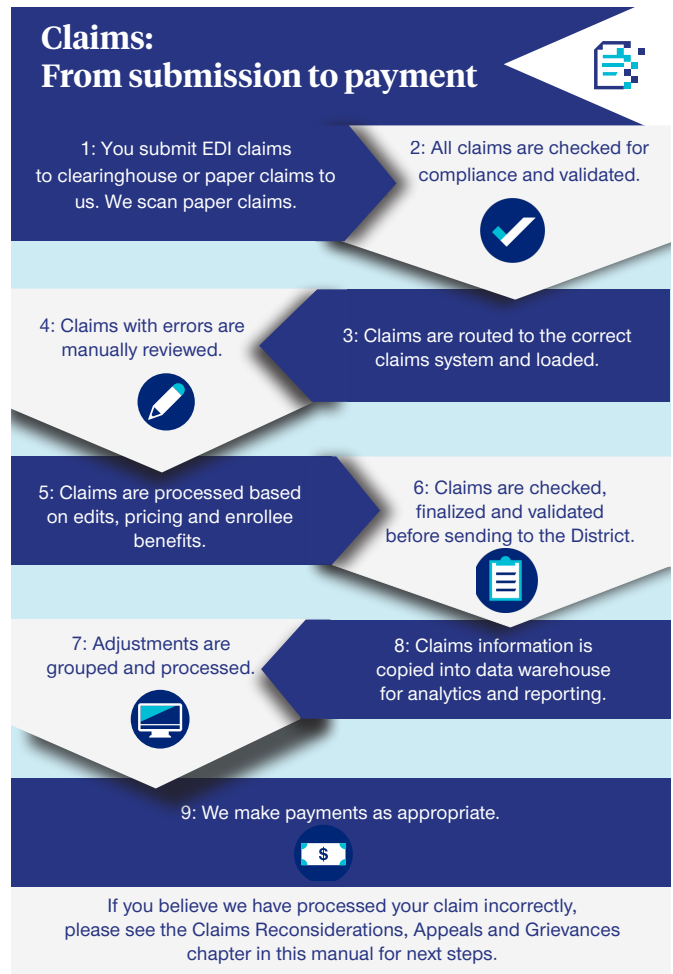 Claims:
From submission to payment
1: You submit EDI claims
to clearinghouse or paper claims to
us. We scan paper claims.
2: All claims are checked for
compliance and validated.
3: Claims are routed to the correct
claims system and loaded.
4: Claims with errors are
manually reviewed.
5: Claims are processed based
on edits, pricing and enrollee
benefits.
6: Claims are checked,
finalized and validated
before sending to the District.
7: Adjustments are
grouped and processed.
8: Claims information is
copied into data warehouse
for analytics and reporting.
9: We make payments as appropriate.
$
If you believe we have processed your claim incorrectly,
please see the Claims Reconsiderations, Appeals and Grievances
chapter in this manual for next steps.